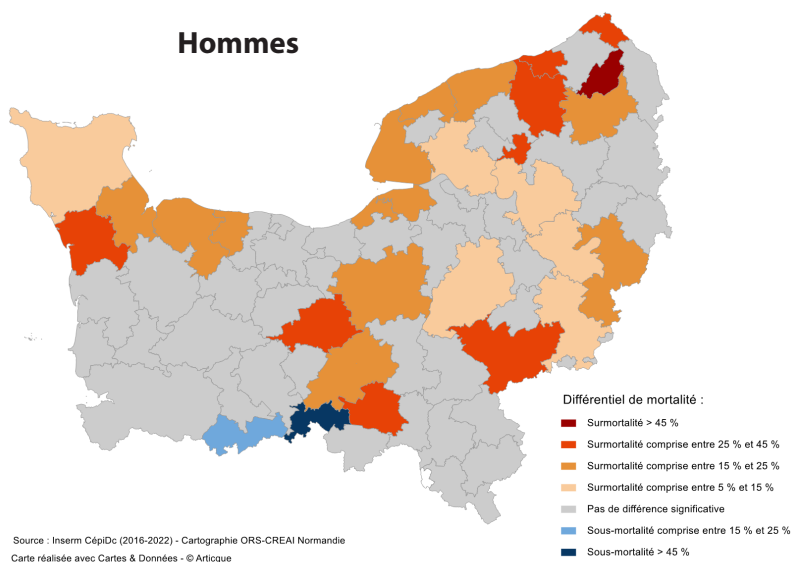 Hommes
Différentiel de mortalité :
Surmortalité > 45 %
Surmortalité comprise entre 25 % et 45 %
Surmortalité comprise entre 15 % et 25 %
Surmortalité comprise entre 5 % et 15 %
Pas de différence significative
Sous-mortalité comprise entre 15 % et 25 %
Sous-mortalité > 45 %
Source : Inserm CépiDc (2016-2022) - Cartographie ORS-CREAI Normandie
Carte réalisée avec Cartes & Données - © Articque